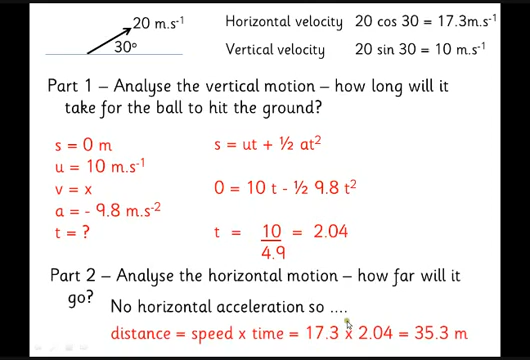 20 m.s⁻¹
30°
Horizontal velocity 20 cos 30 = 17.3m.s⁻¹
Vertical velocity 20 sin 30 = 10 m.s⁻¹
Part 1 – Analyse the vertical motion – how long will it
take for the ball to hit the ground?
s = 0 m
u = 10 m.s⁻¹
v = x
a = - 9.8 m.s⁻²
t = ?
s = ut + ½ at²
0 = 10 t - ½ 9.8 t²
t = 10/4.9 = 2.04
Part 2 – Analyse the horizontal motion – how far will it
go?
No horizontal acceleration so ....
distance = speed x time = 17.3 x 2.04 = 35.3 m